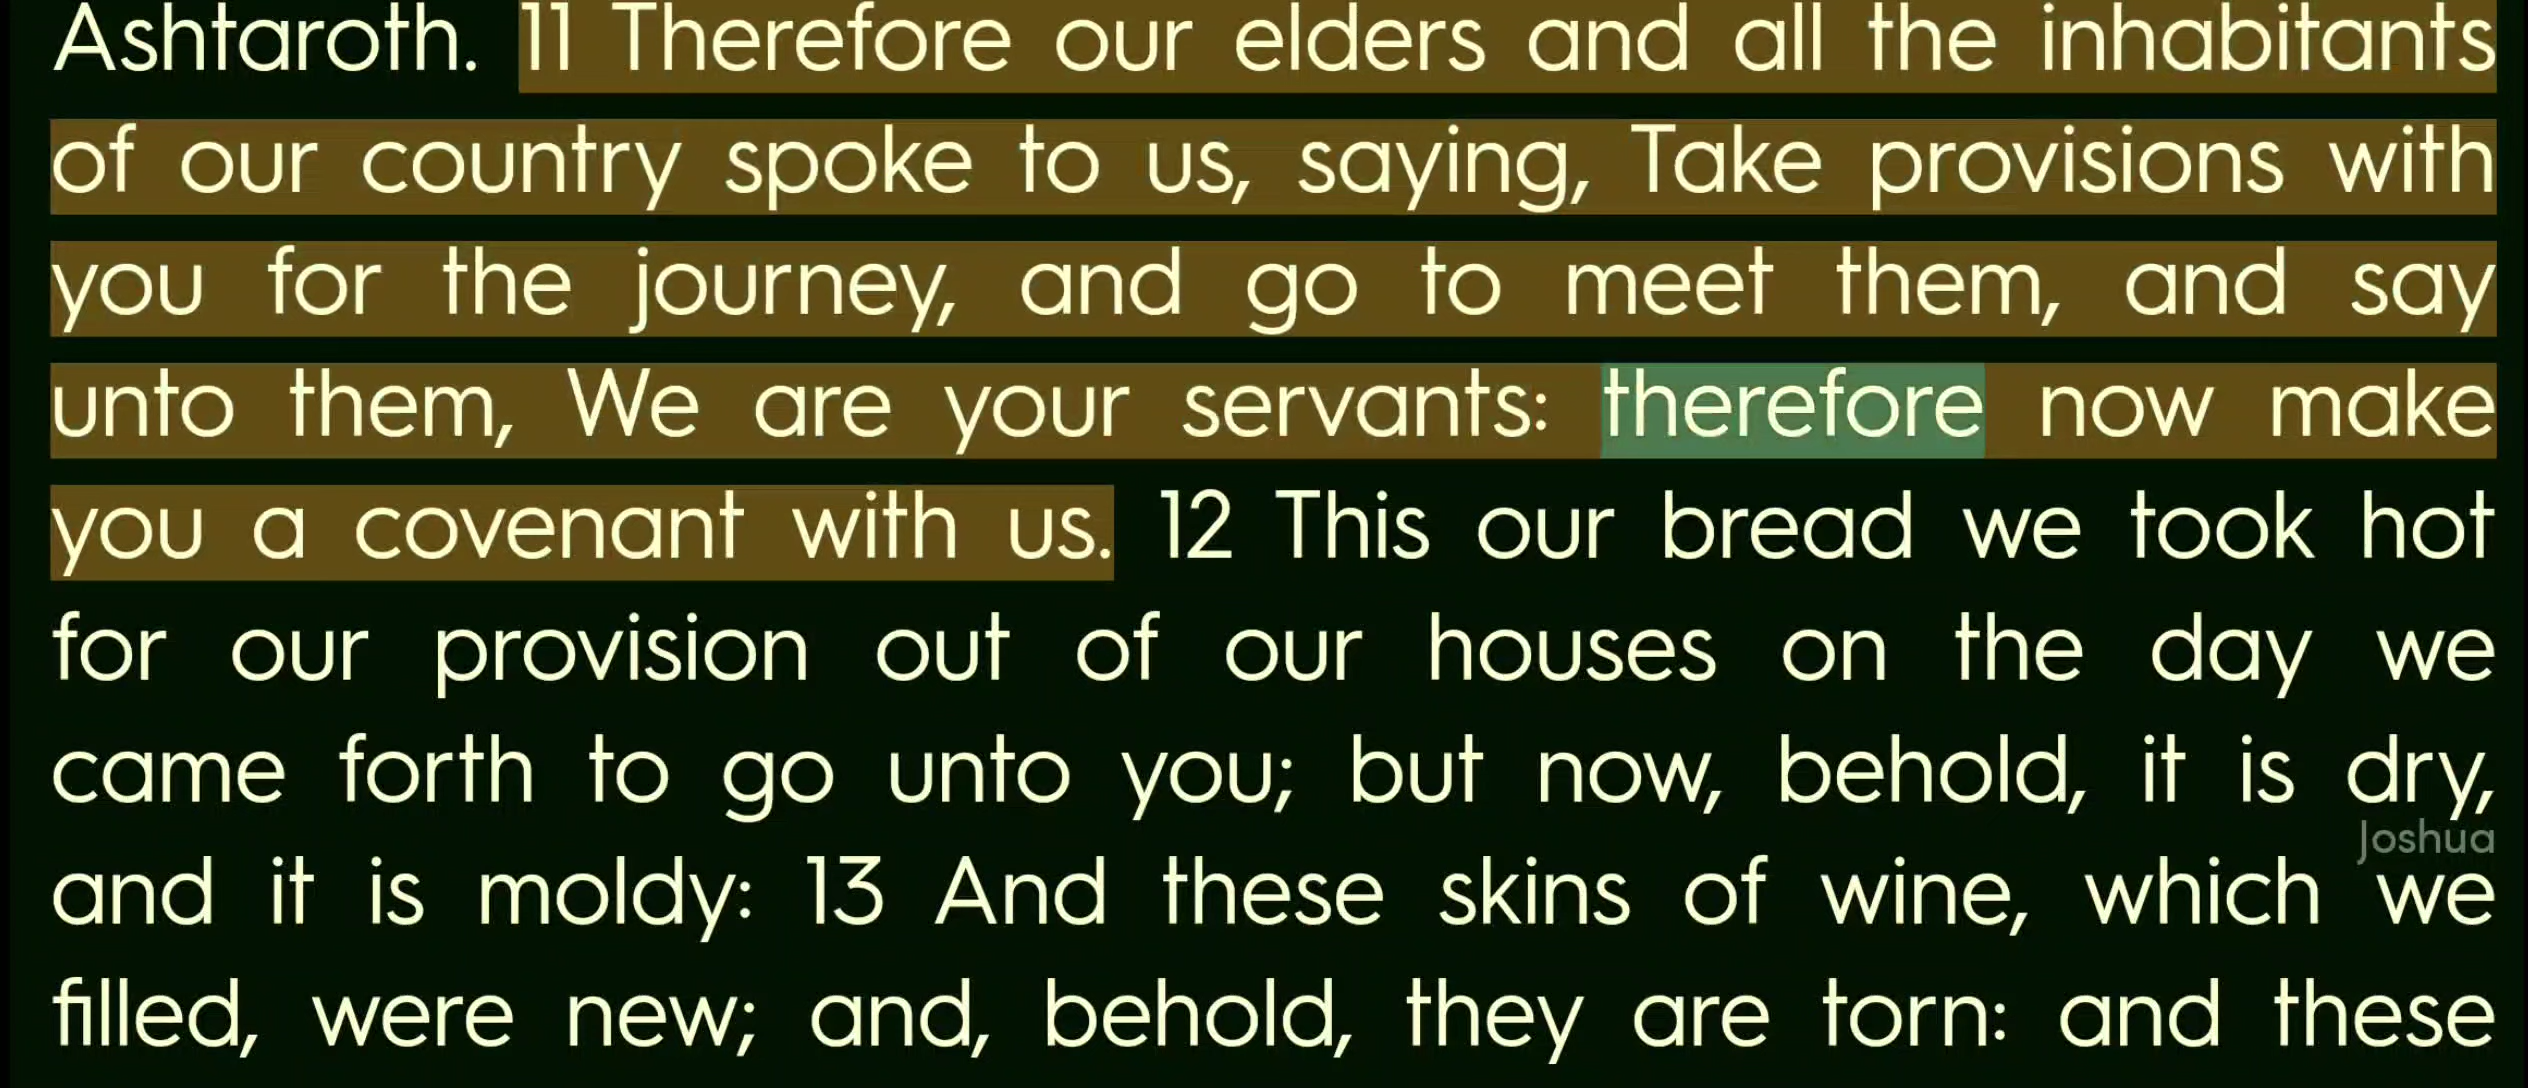 Ashtaroth. 11 Therefore our elders and all the inhabitants
of our country spoke to us, saying, Take provisions with
you for the journey, and go to meet them, and say
unto them, We are your servants: therefore now make
you a covenant with us. 12 This our bread we took hot
for our provision out of our houses on the day we
came forth to go unto you; but now, behold, it is dry,
Joshua
and it is moldy: 13 And these skins of wine, which we
filled, were new; and, behold, they are torn: and these